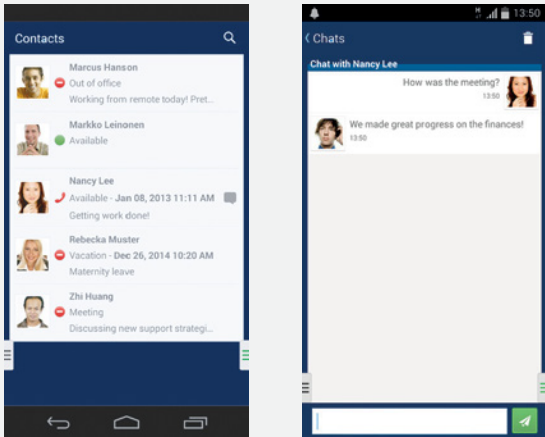 Contacts
Marcus Hanson
Out of office
Working from remote today! Pret...
Markko Leinonen
Available
Nancy Lee
Available - Jan 08, 2013 11:11 AM
Getting work done!
Rebecka Muster
Vacation - Dec 26, 2014 10:20 AM
Maternity leave
Zhi Huang
Meeting
Discussing new support strategi...
H 13:50
Chats
Chat with Nancy Lee
How was the meeting?
13:50
We made great progress on the finances!
13:50